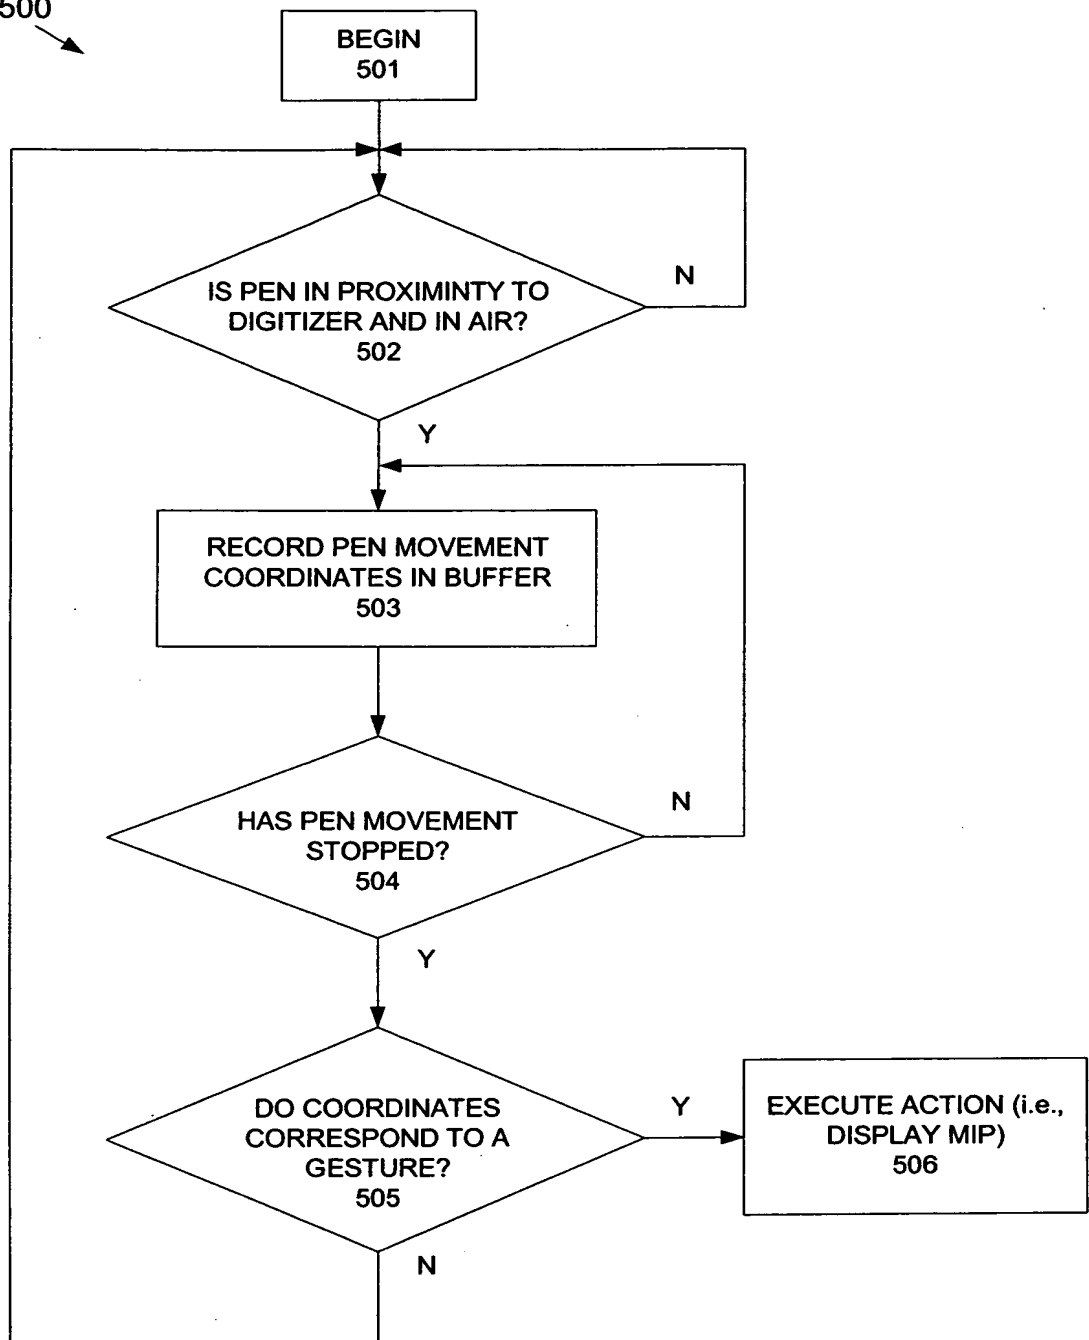 500
BEGIN
501
IS PEN IN PROXIMINTY TO
DIGITIZER AND IN AIR?
502
N
Y
RECORD PEN MOVEMENT
COORDINATES IN BUFFER
503
HAS PEN MOVEMENT
STOPPED?
504
N
Y
DO COORDINATES
CORRESPOND TO A
GESTURE?
505
Y
EXECUTE ACTION (i.e.,
DISPLAY MIP)
506
N